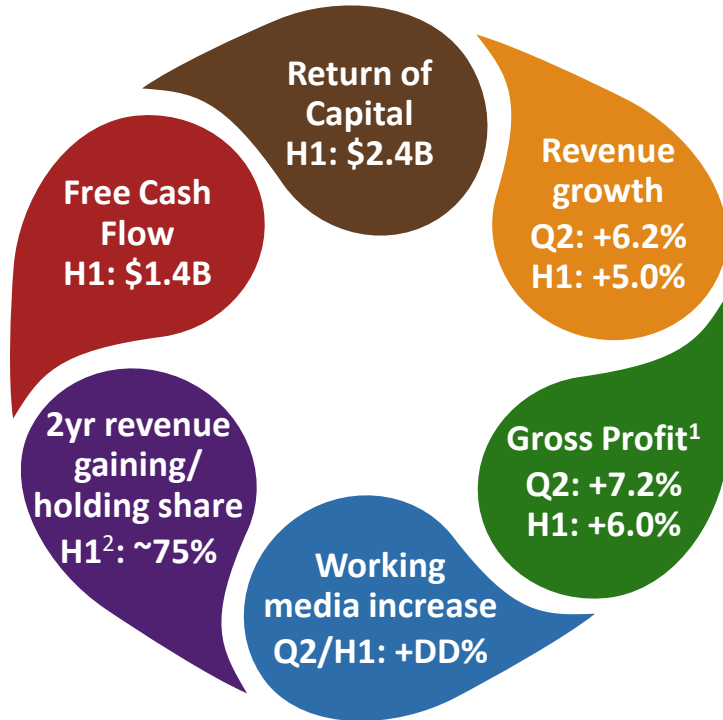 Return of
Capital
H1: $2.4B
Revenue
growth
Q2: +6.2%
H1: +5.0%
Gross Profit¹
Q2: +7.2%
H1: +6.0%
Working
media increase
Q2/H1: +DD%
2yr revenue
gaining/
holding share
H1²: ~75%
Free Cash
Flow
H1: $1.4B